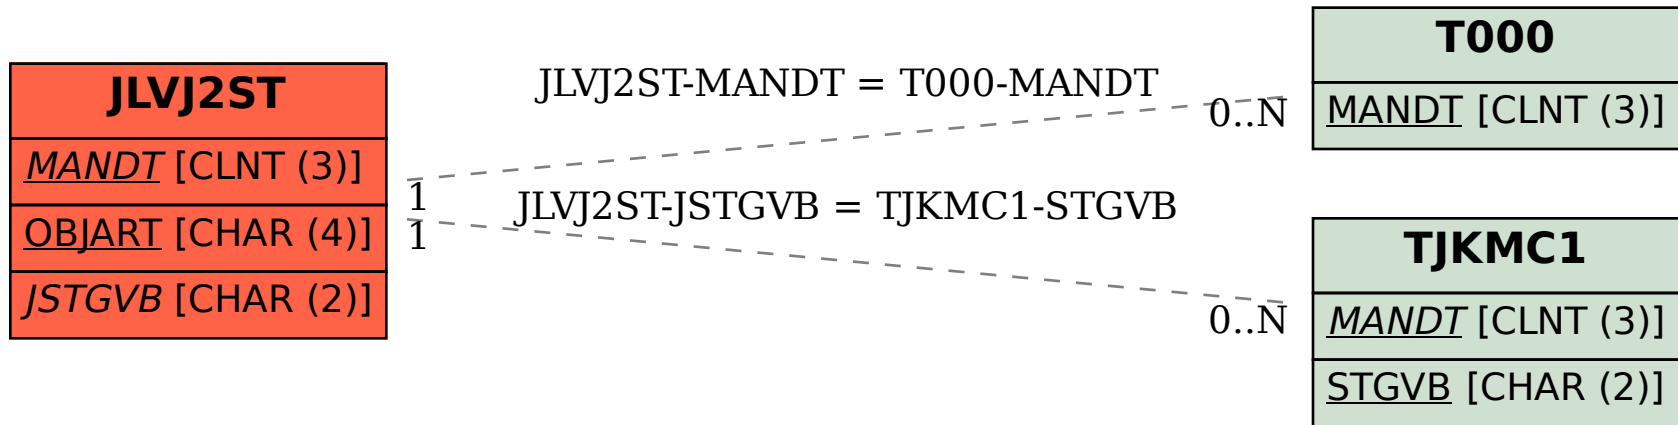 JLVJ2ST
MANDT [CLNT (3)]
OBJART [CHAR (4)]
JSTGVB [CHAR (2)]
JLVJ2ST-MANDT = T000-MANDT
0..N
1
JLVJ2ST-JSTGVB = TJKMC1-STGVB
1
0..N
T000
MANDT [CLNT (3)]
TJKMC1
MANDT [CLNT (3)]
STGVB [CHAR (2)]